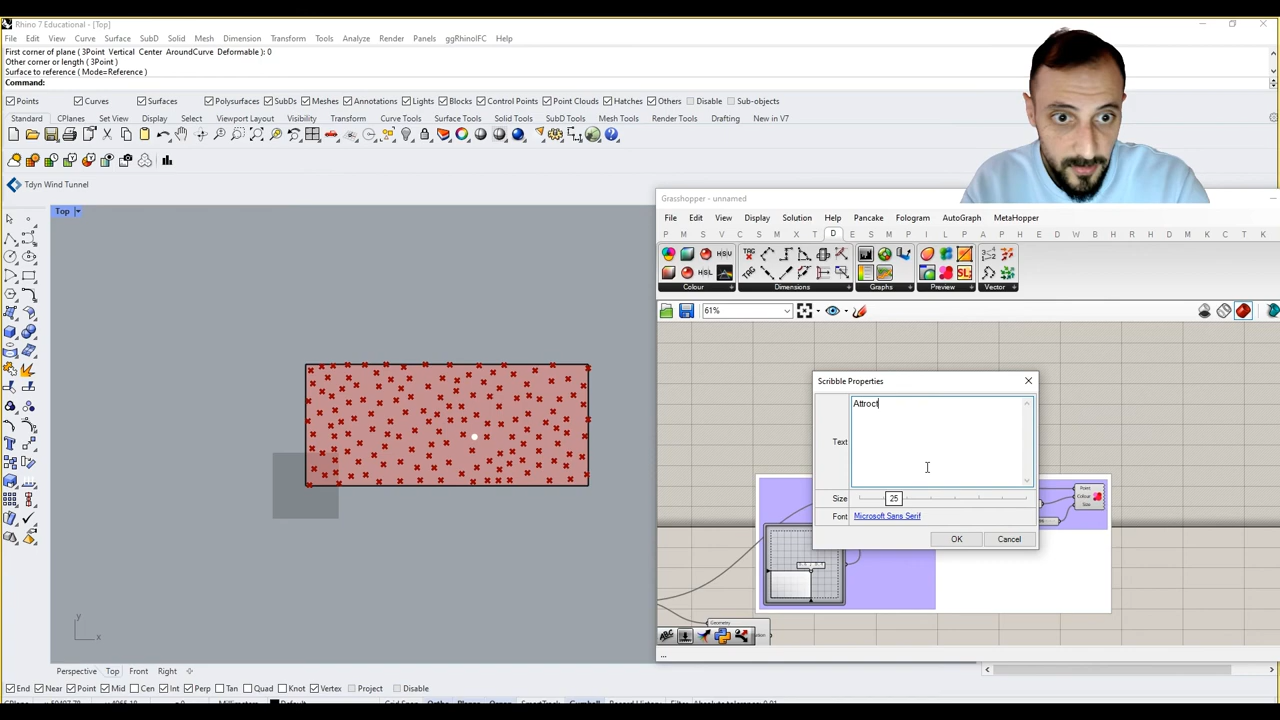 Rhino 7 Educational - [Top]
File Edit View Curve Surface SubD Solid Mesh Dimension Transform Tools Analyze Render Panels ggRhinoIFC Help
First corner of plane ( 3Point Vertical Center AroundCurve Deformable ): 0
Other corner or length ( 3Point )
Surface to reference ( Mode=Reference )
Command:
Points Curves Surfaces Polysurfaces SubDs Meshes Annotations Lights Blocks Control Points Point Clouds Hatches Others Disable Sub-objects
Standard CPlanes Set View Display Select Viewport Layout Visibility Transform Curve Tools Surface Tools Solid Tools SubD Tools Mesh Tools Render Tools Drafting New in V7
Tdyn Wind Tunnel
Top
Grasshopper - unnamed
File Edit View Display Solution Help Pancake Fologram AutoGraph MetaHopper
P M S V C S M I X T D A E S M P L K P H F L B U P A C D E M W B K T K
HSV
HSL
Colour Dimensions Graphs Preview Vector
61%
Scribble Properties
Attroct
Text
Size 25
Font Microsoft Sans Serif
OK Cancel
Point
Colour
Size
Geometry
...
y
x
Perspective Top Front Right
End Near Point Mid Cen Int Perp Tan Quad Knot Vertex Project Disable